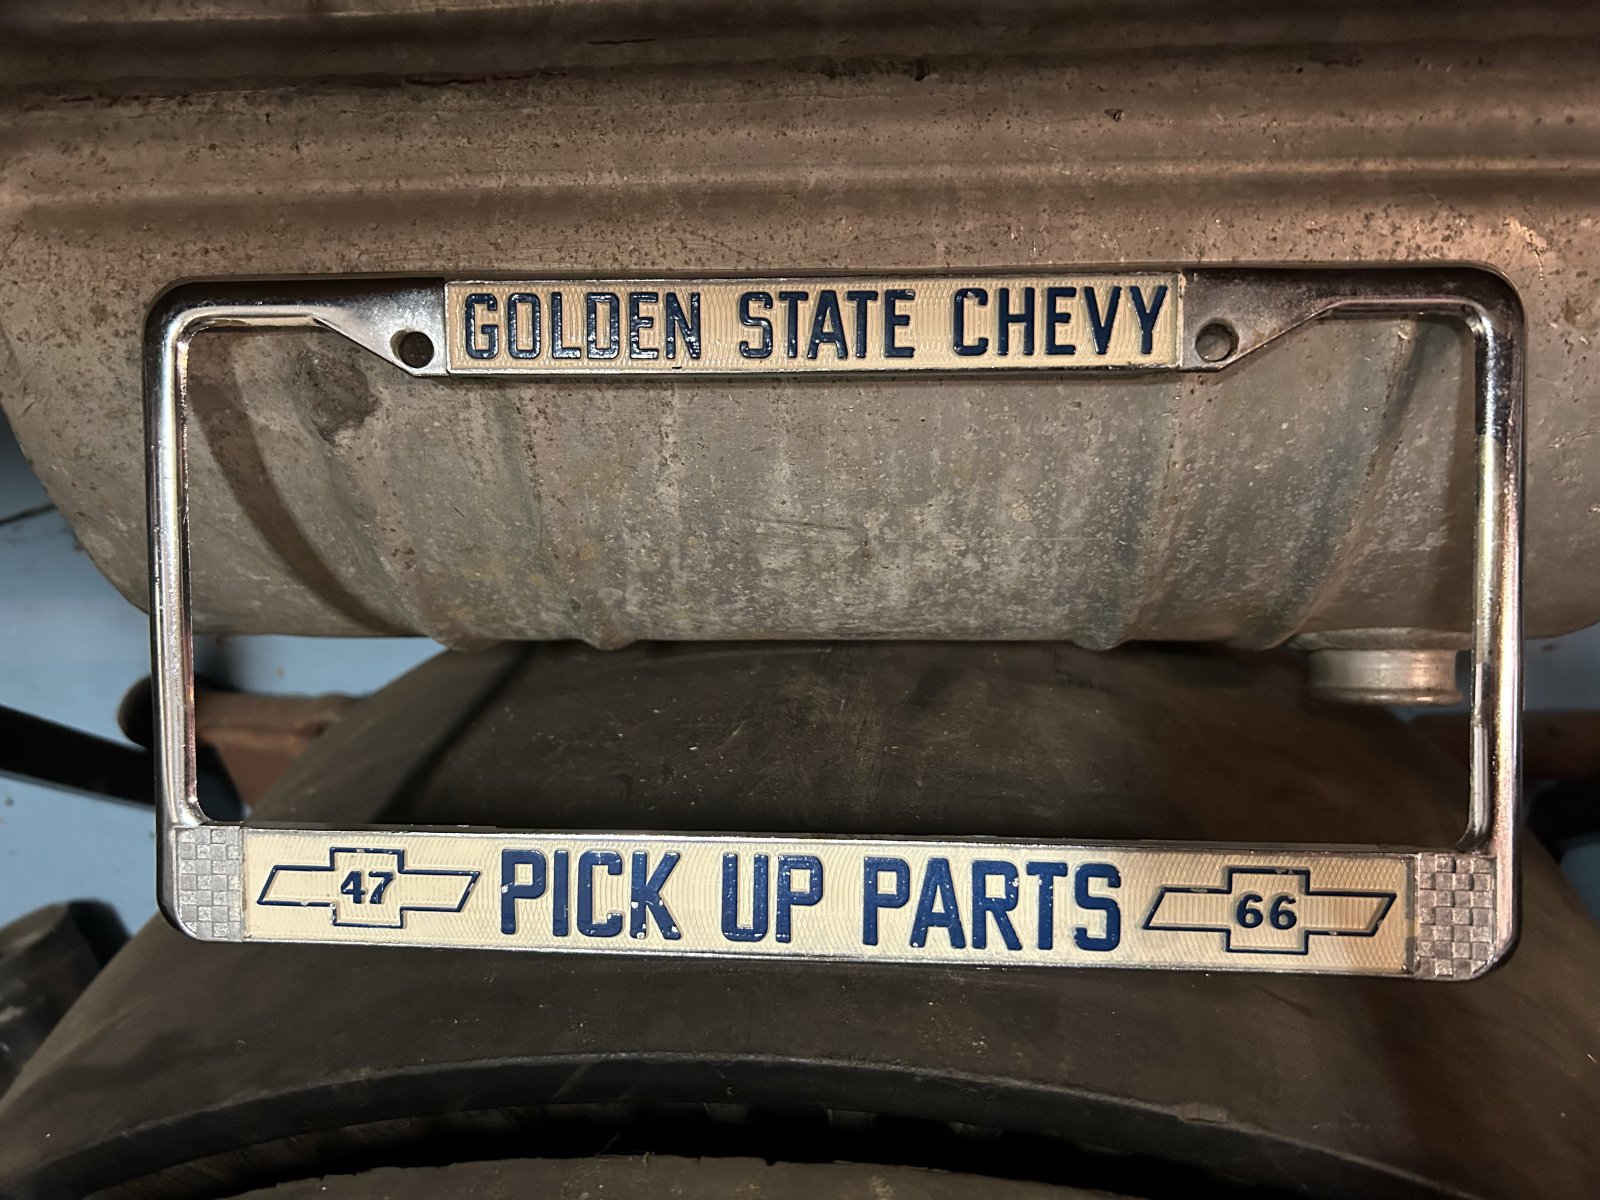 GOLDEN STATE CHEVY
47 PICK UP PARTS 66